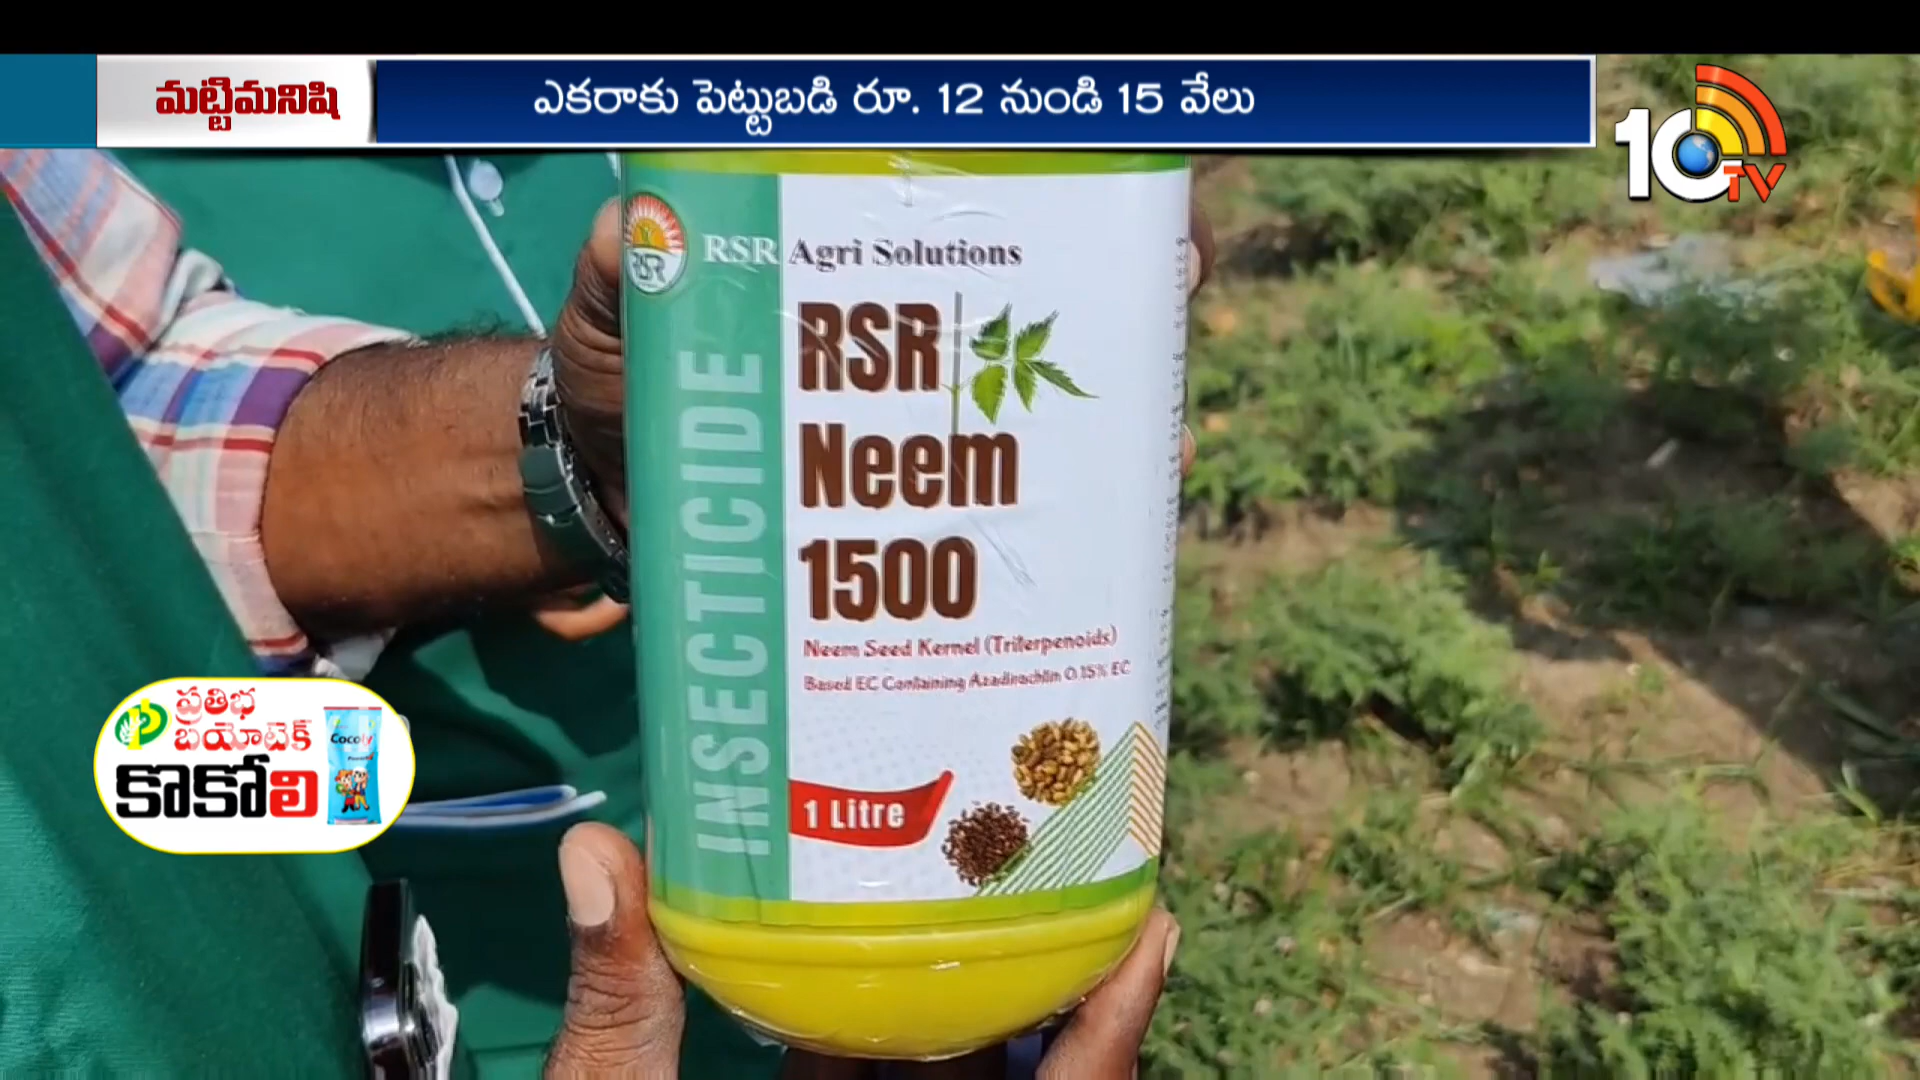 మట్టిమనిషి
ఎకరాకు పెట్టుబడి రూ. 12 నుండి 15 వేలు
10TV
RSR
RSR Agri Solutions
INSECTICIDE
RSR
Neem
1500
Neem Seed Kernel (Triterpenoids)
Based EC Containing Azadirachtin 0.15% EC
1 Litre
ప్రతిభ
బయోటెక్
కొకోలి
Cocoly